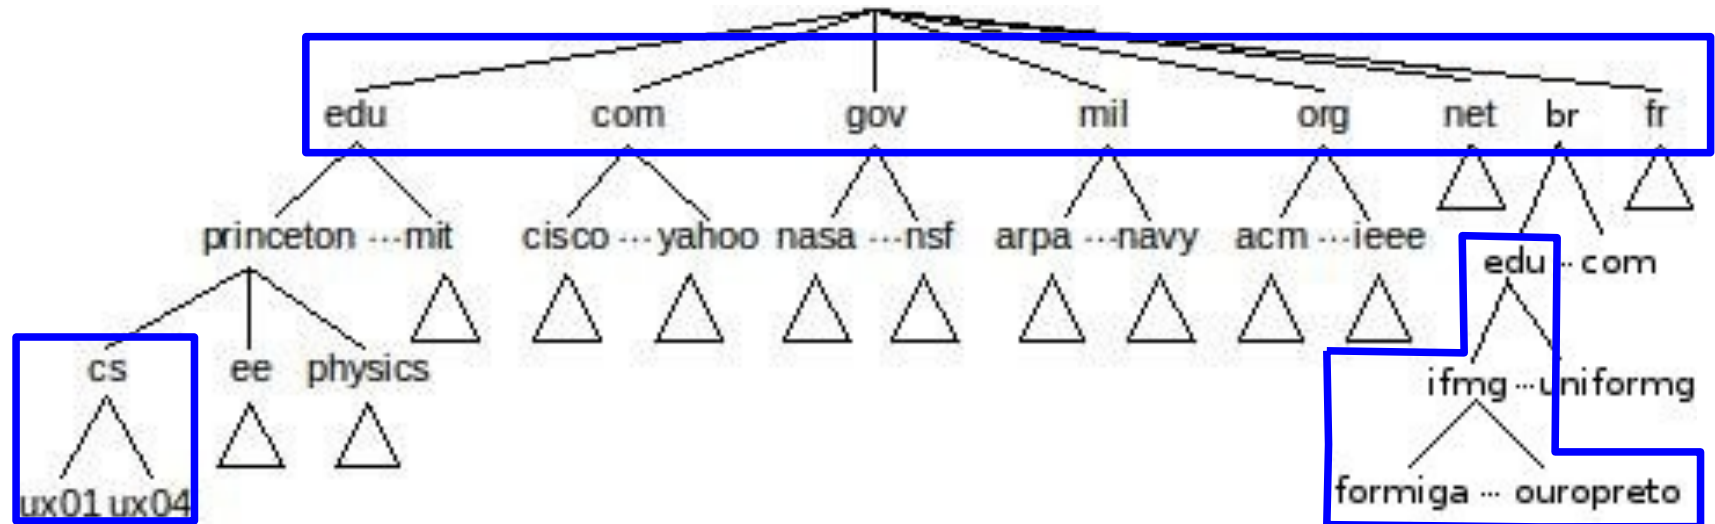 edu com gov mil org net br fr
princeton ...mit cisco ...yahoo nasa ...nsf arpa ...navy acm ...ieee
edu ... com
cs ee physics
ifmg ...uniformg
ux01 ux04
formiga ... ouropreto